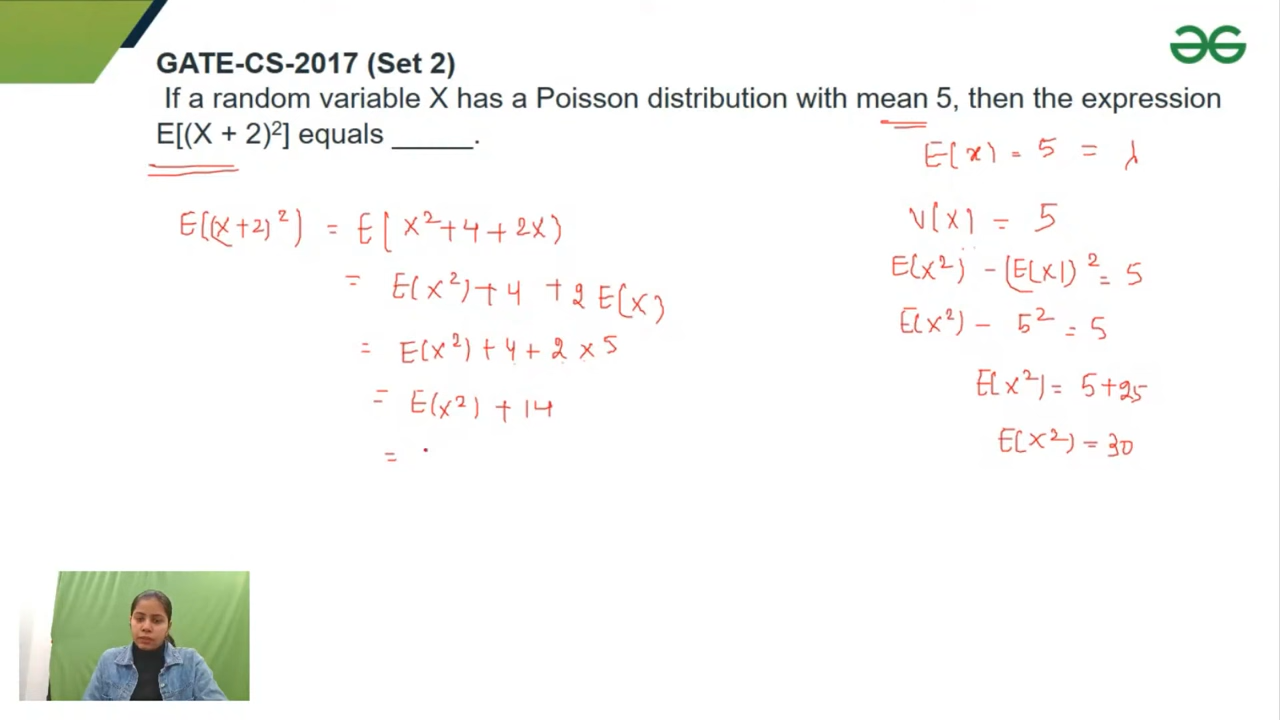 GATE-CS-2017 (Set 2)
If a random variable X has a Poisson distribution with mean 5, then the expression
E[(X + 2)²] equals _____.
E(x) = 5 = λ
E((x+2)²) = E(x²+4+2x)
= E(x²)+4 +2 E(x)
= E(x²)+4+2×5
= E(x²)+14
=
V(x) = 5
E(x²) - (E(x))² = 5
E(x²) - 5² = 5
E(x²) = 5+25
E(x²) = 30